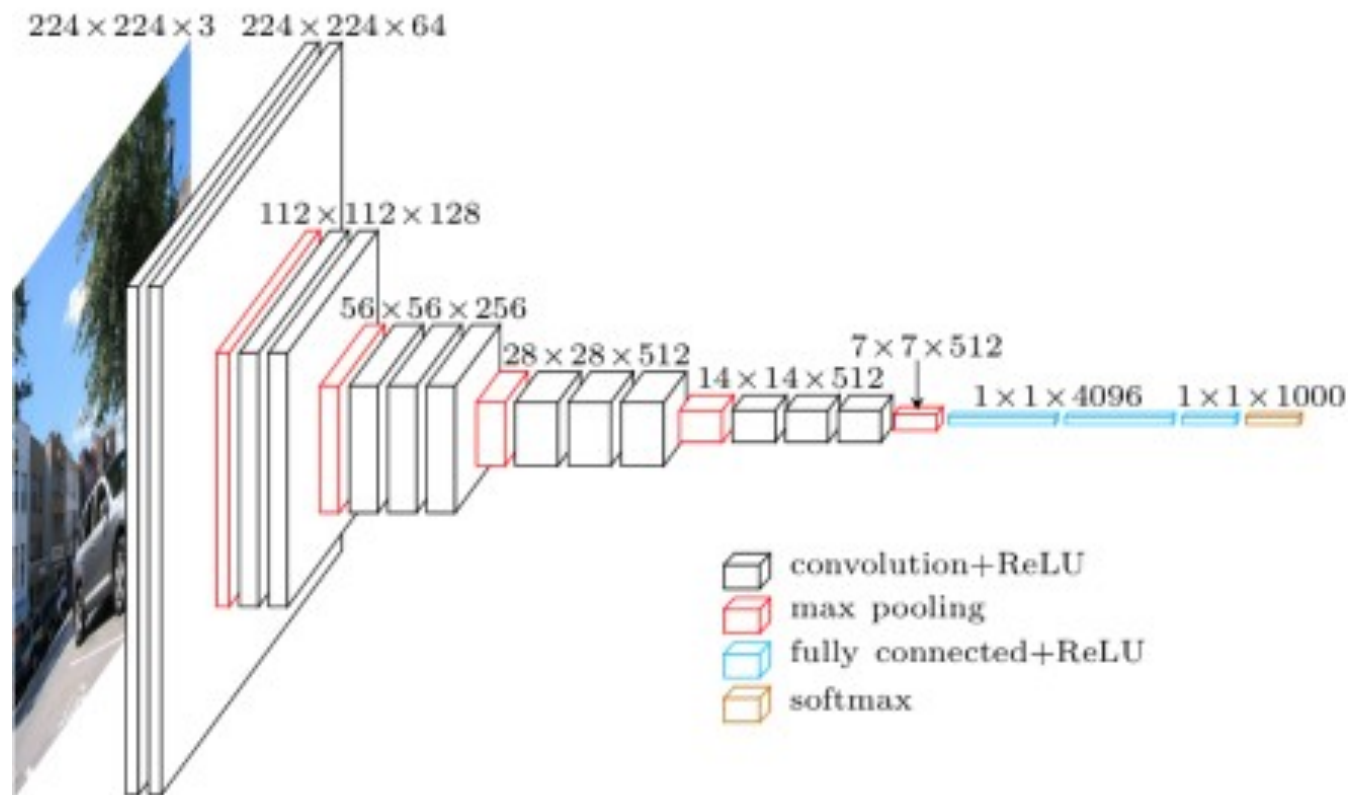 224×224×3
224×224×64
112×112×128
56×56×256
28×28×512
14×14×512
7×7×512
1×1×4096
1×1×1000
convolution+ReLU
max pooling
fully connected+ReLU
softmax